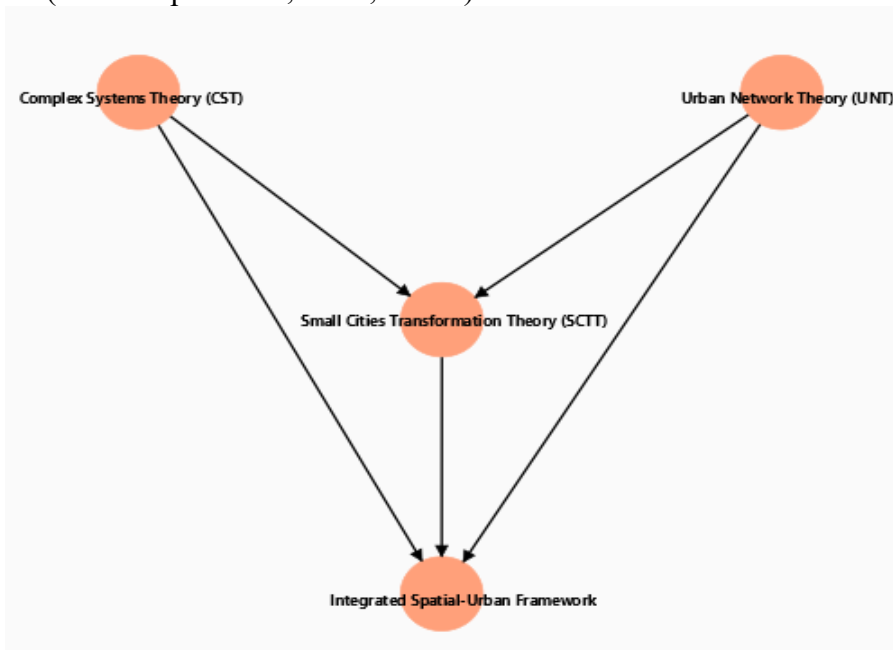 Complex Systems Theory (CST)
Urban Network Theory (UNT)
Small Cities Transformation Theory (SCTT)
Integrated Spatial-Urban Framework